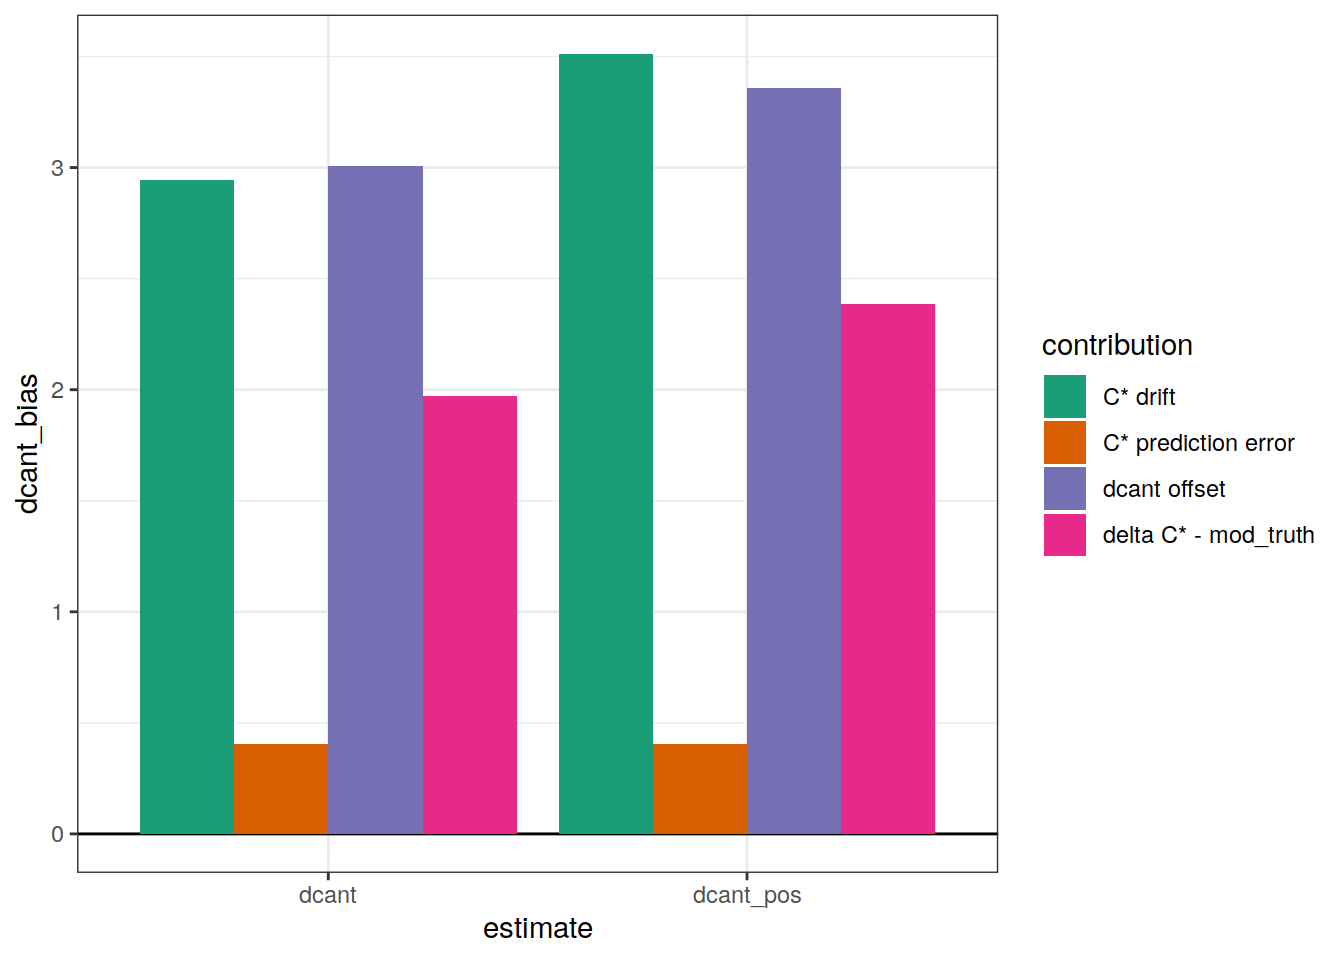 dcant_bias
3
2
1
0
dcant
dcant_pos
estimate
contribution
C* drift
C* prediction error
dcant offset
delta C* - mod_truth